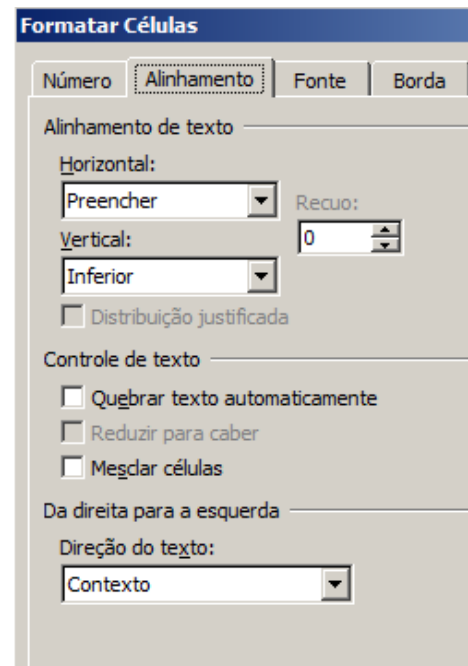 Formatar Células
Número Alinhamento Fonte Borda
Alinhamento de texto
Horizontal:
Preencher
Recuo:
Vertical:
0
Inferior
Distribuição justificada
Controle de texto
Quebrar texto automaticamente
Reduzir para caber
Mesclar células
Da direita para a esquerda
Direção do texto:
Contexto